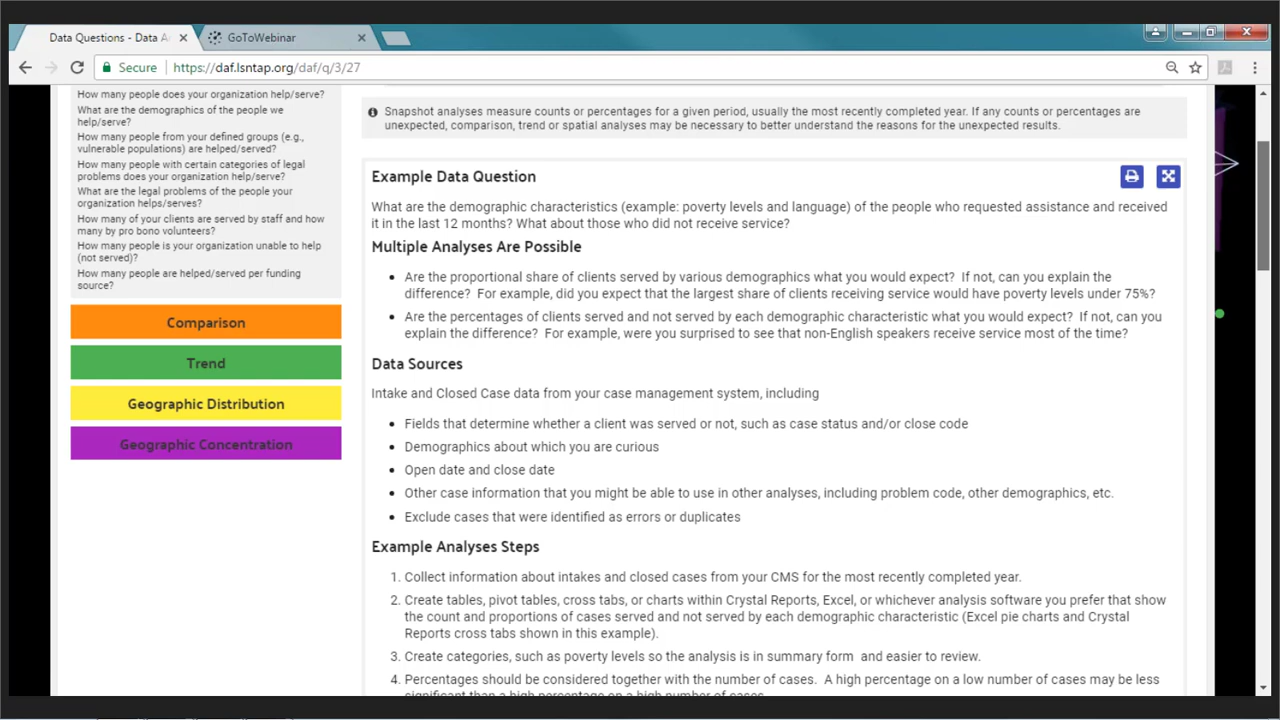 Data Questions - Data A
GoToWebinar
Secure
https://daf.lsntap.org/daf/q/3/27
How many people does your organization help/serve?
What are the demographics of the people we
help/serve?
How many people from your defined groups (e.g.,
vulnerable populations) are helped/served?
How many people with certain categories of legal
problems does your organization help/serve?
What are the legal problems of the people your
organization helps/serves?
How many of your clients are served by staff and how
many by pro bono volunteers?
How many people is your organization unable to help
(not served)?
How many people are helped/served per funding
source?
Comparison
Trend
Geographic Distribution
Geographic Concentration
Snapshot analyses measure counts or percentages for a given period, usually the most recently completed year. If any counts or percentages are
unexpected, comparison, trend or spatial analyses may be necessary to better understand the reasons for the unexpected results.
Example Data Question
What are the demographic characteristics (example: poverty levels and language) of the people who requested assistance and received
it in the last 12 months? What about those who did not receive service?
Multiple Analyses Are Possible
• Are the proportional share of clients served by various demographics what you would expect? If not, can you explain the
difference? For example, did you expect that the largest share of clients receiving service would have poverty levels under 75%?
• Are the percentages of clients served and not served by each demographic characteristic what you would expect? If not, can you
explain the difference? For example, were you surprised to see that non-English speakers receive service most of the time?
Data Sources
Intake and Closed Case data from your case management system, including
• Fields that determine whether a client was served or not, such as case status and/or close code
• Demographics about which you are curious
• Open date and close date
• Other case information that you might be able to use in other analyses, including problem code, other demographics, etc.
• Exclude cases that were identified as errors or duplicates
Example Analyses Steps
1. Collect information about intakes and closed cases from your CMS for the most recently completed year.
2. Create tables, pivot tables, cross tabs, or charts within Crystal Reports, Excel, or whichever analysis software you prefer that show
the count and proportions of cases served and not served by each demographic characteristic (Excel pie charts and Crystal
Reports cross tabs shown in this example).
3. Create categories, such as poverty levels so the analysis is in summary form and easier to review.
4. Percentages should be considered together with the number of cases. A high percentage on a low number of cases may be less
significant than a high percentage on a high number of cases.